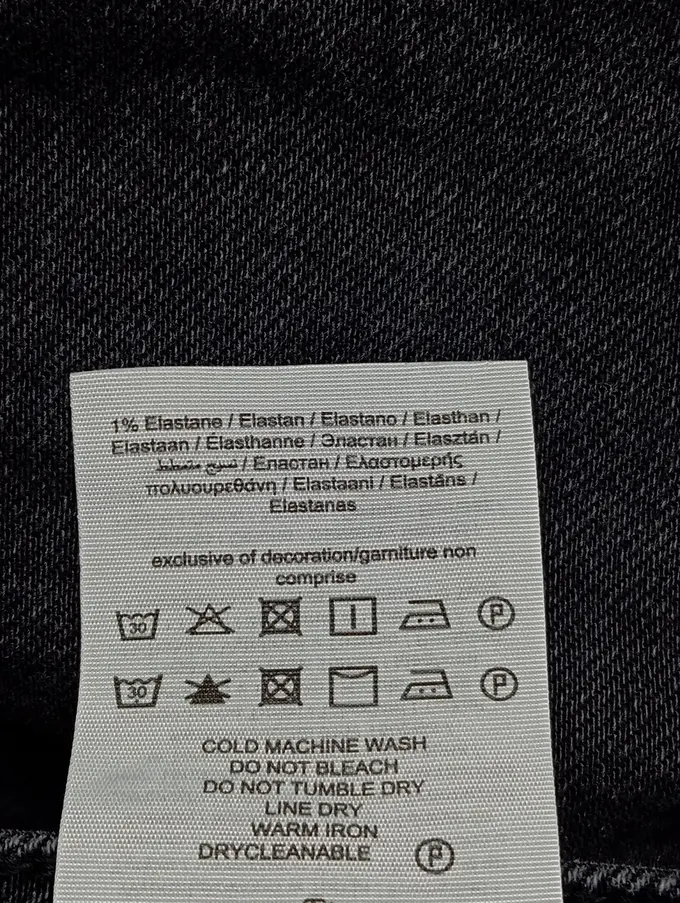 1% Elastane / Elastan / Elastano / Elasthan /
Elastaan / Élasthanne / Эластан / Elasztán /
نسيج متمطط / Еластан / Ελαστομερής
πολυουρεθάνη / Elastaani / Elastāns /
Elastanas
exclusive of decoration/garniture non
comprise
30 P
30 P
COLD MACHINE WASH
DO NOT BLEACH
DO NOT TUMBLE DRY
LINE DRY
WARM IRON
DRYCLEANABLE P